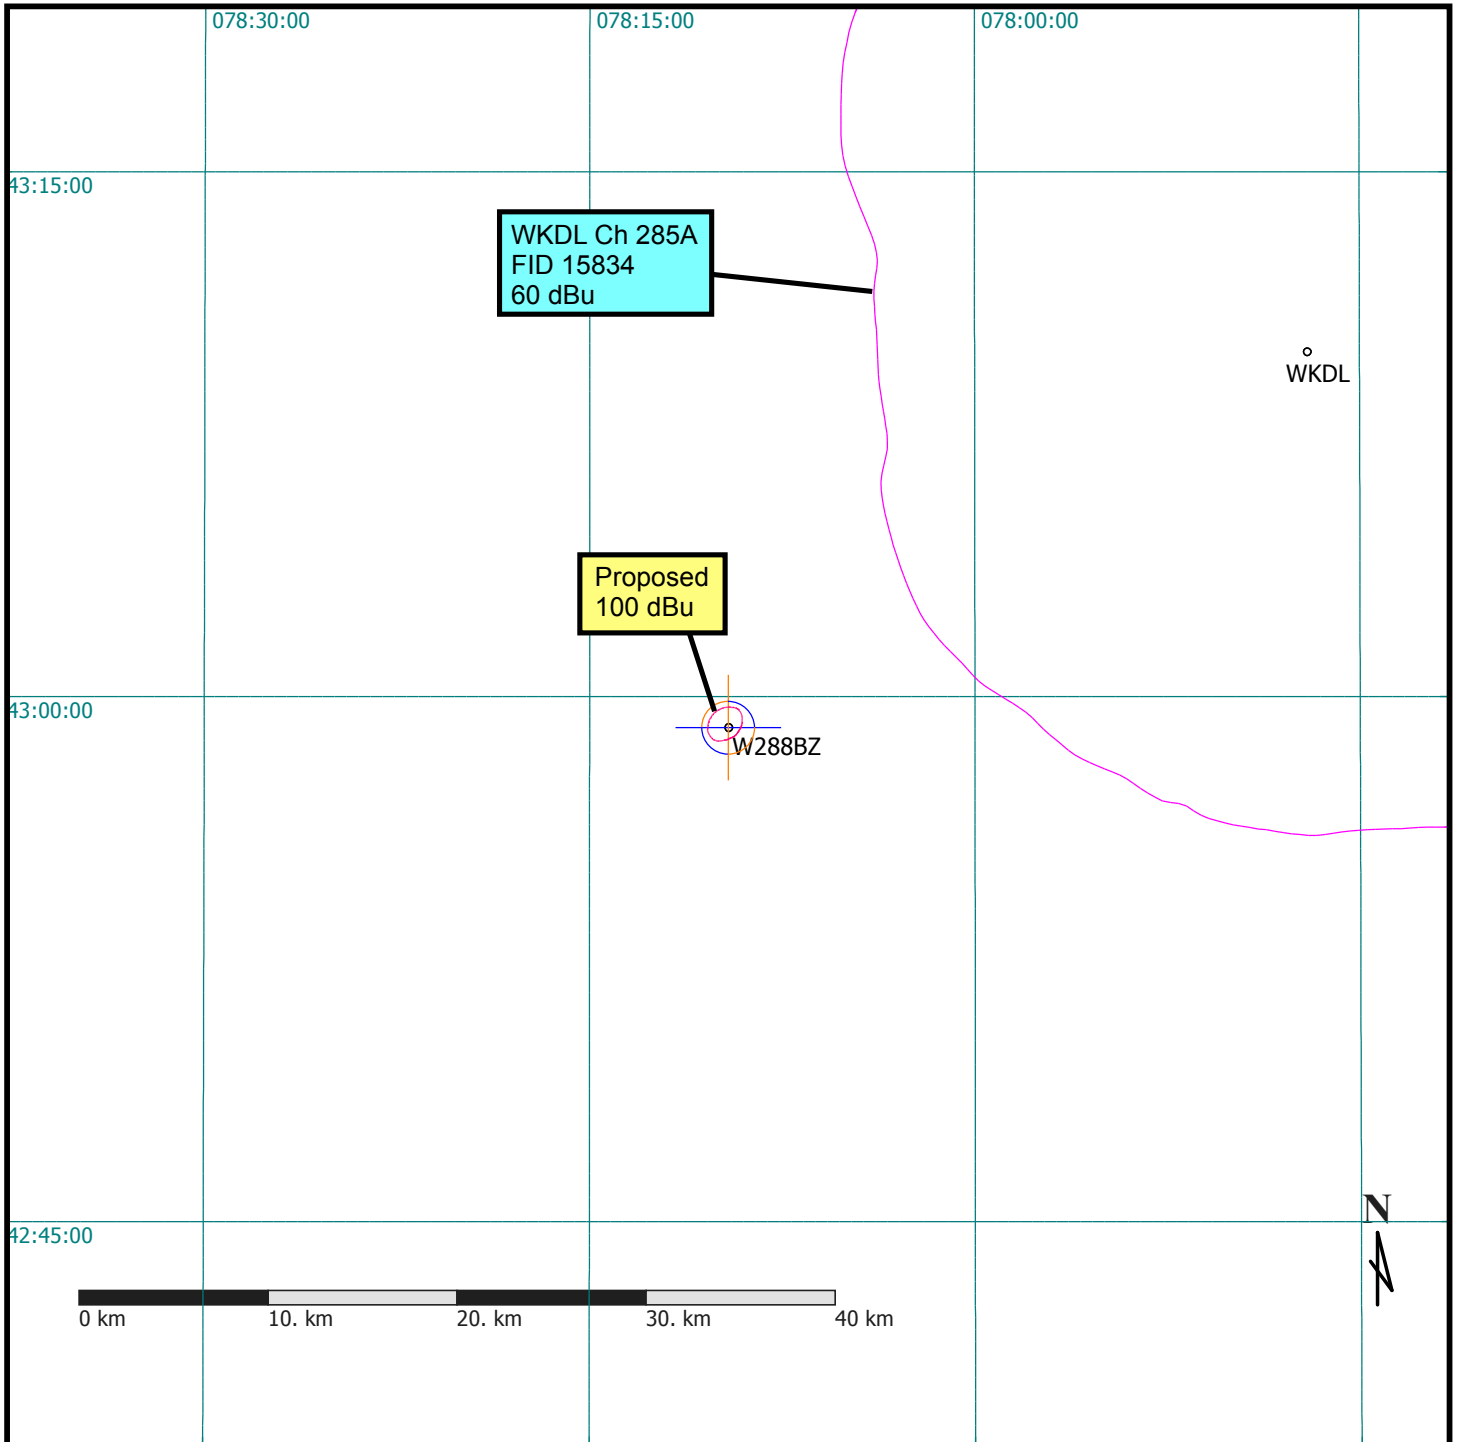 078:30:00
078:15:00
078:00:00
43:15:00
WKDL Ch 285A
FID 15834
60 dBu
WKDL
Proposed
100 dBu
43:00:00
W288BZ
N
42:45:00
0 km
10. km
20. km
30. km
40 km